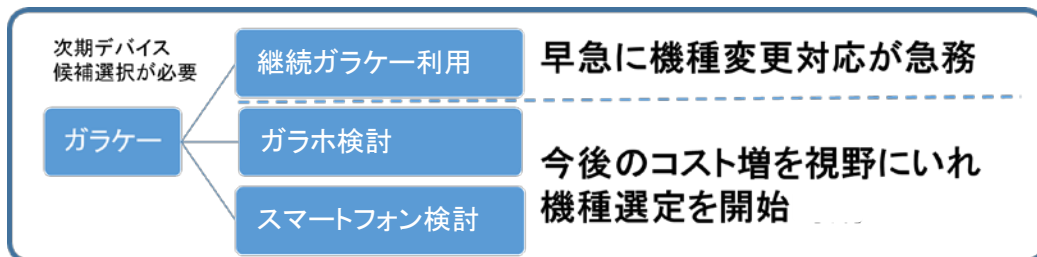 次期デバイス
候補選択が必要
ガラケー
継続ガラケー利用
早急に機種変更対応が急務
ガラホ検討
スマートフォン検討
今後のコスト増を視野にいれ
機種選定を開始